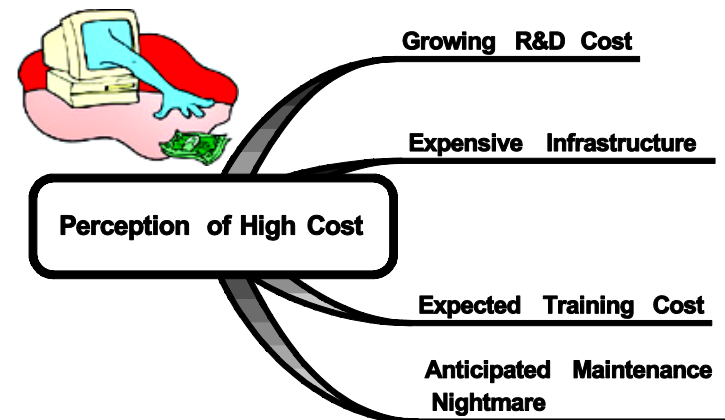 Growing R&D Cost
Expensive Infrastructure
Perception of High Cost
Expected Training Cost
Anticipated Maintenance
Nightmare